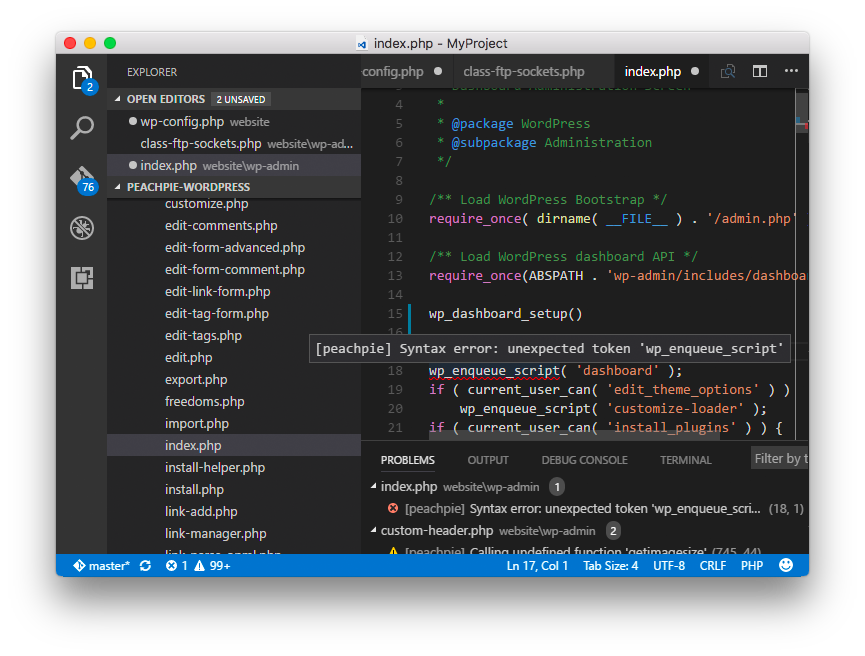 index.php - MyProject
2
EXPLORER
config.php
class-ftp-sockets.php
index.php
OPEN EDITORS 2 UNSAVED
wp-config.php website
class-ftp-sockets.php website\wp-ad...
index.php website\wp-admin
76
PEACHPIE-WORDPRESS
customize.php
edit-comments.php
edit-form-advanced.php
edit-form-comment.php
edit-link-form.php
edit-tag-form.php
edit-tags.php
edit.php
export.php
freedoms.php
import.php
index.php
install-helper.php
install.php
link-add.php
link-manager.php
link-parse-opml.php
Dashboard Administration Screen
4 *
5 * @package WordPress
6 * @subpackage Administration
7 */
8
9 /** Load WordPress Bootstrap */
10 require_once( dirname( __FILE__ ) . '/admin.php'
11
12 /** Load WordPress dashboard API */
13 require_once(ABSPATH . 'wp-admin/includes/dashboa
14
15 wp_dashboard_setup()
16
[peachpie] Syntax error: unexpected token 'wp_enqueue_script'
18 wp_enqueue_script( 'dashboard' );
19 if ( current_user_can( 'edit_theme_options' ) )
20 wp_enqueue_script( 'customize-loader' );
21 if ( current_user_can( 'install_plugins' ) ) {
PROBLEMS OUTPUT DEBUG CONSOLE TERMINAL Filter by t
index.php website\wp-admin 1
[peachpie] Syntax error: unexpected token 'wp_enqueue_scri... (18, 1)
custom-header.php website\wp-admin 2
[peachpie] Calling undefined function 'getimagesize' (745, 44)
master* 1 99+ Ln 17, Col 1 Tab Size: 4 UTF-8 CRLF PHP